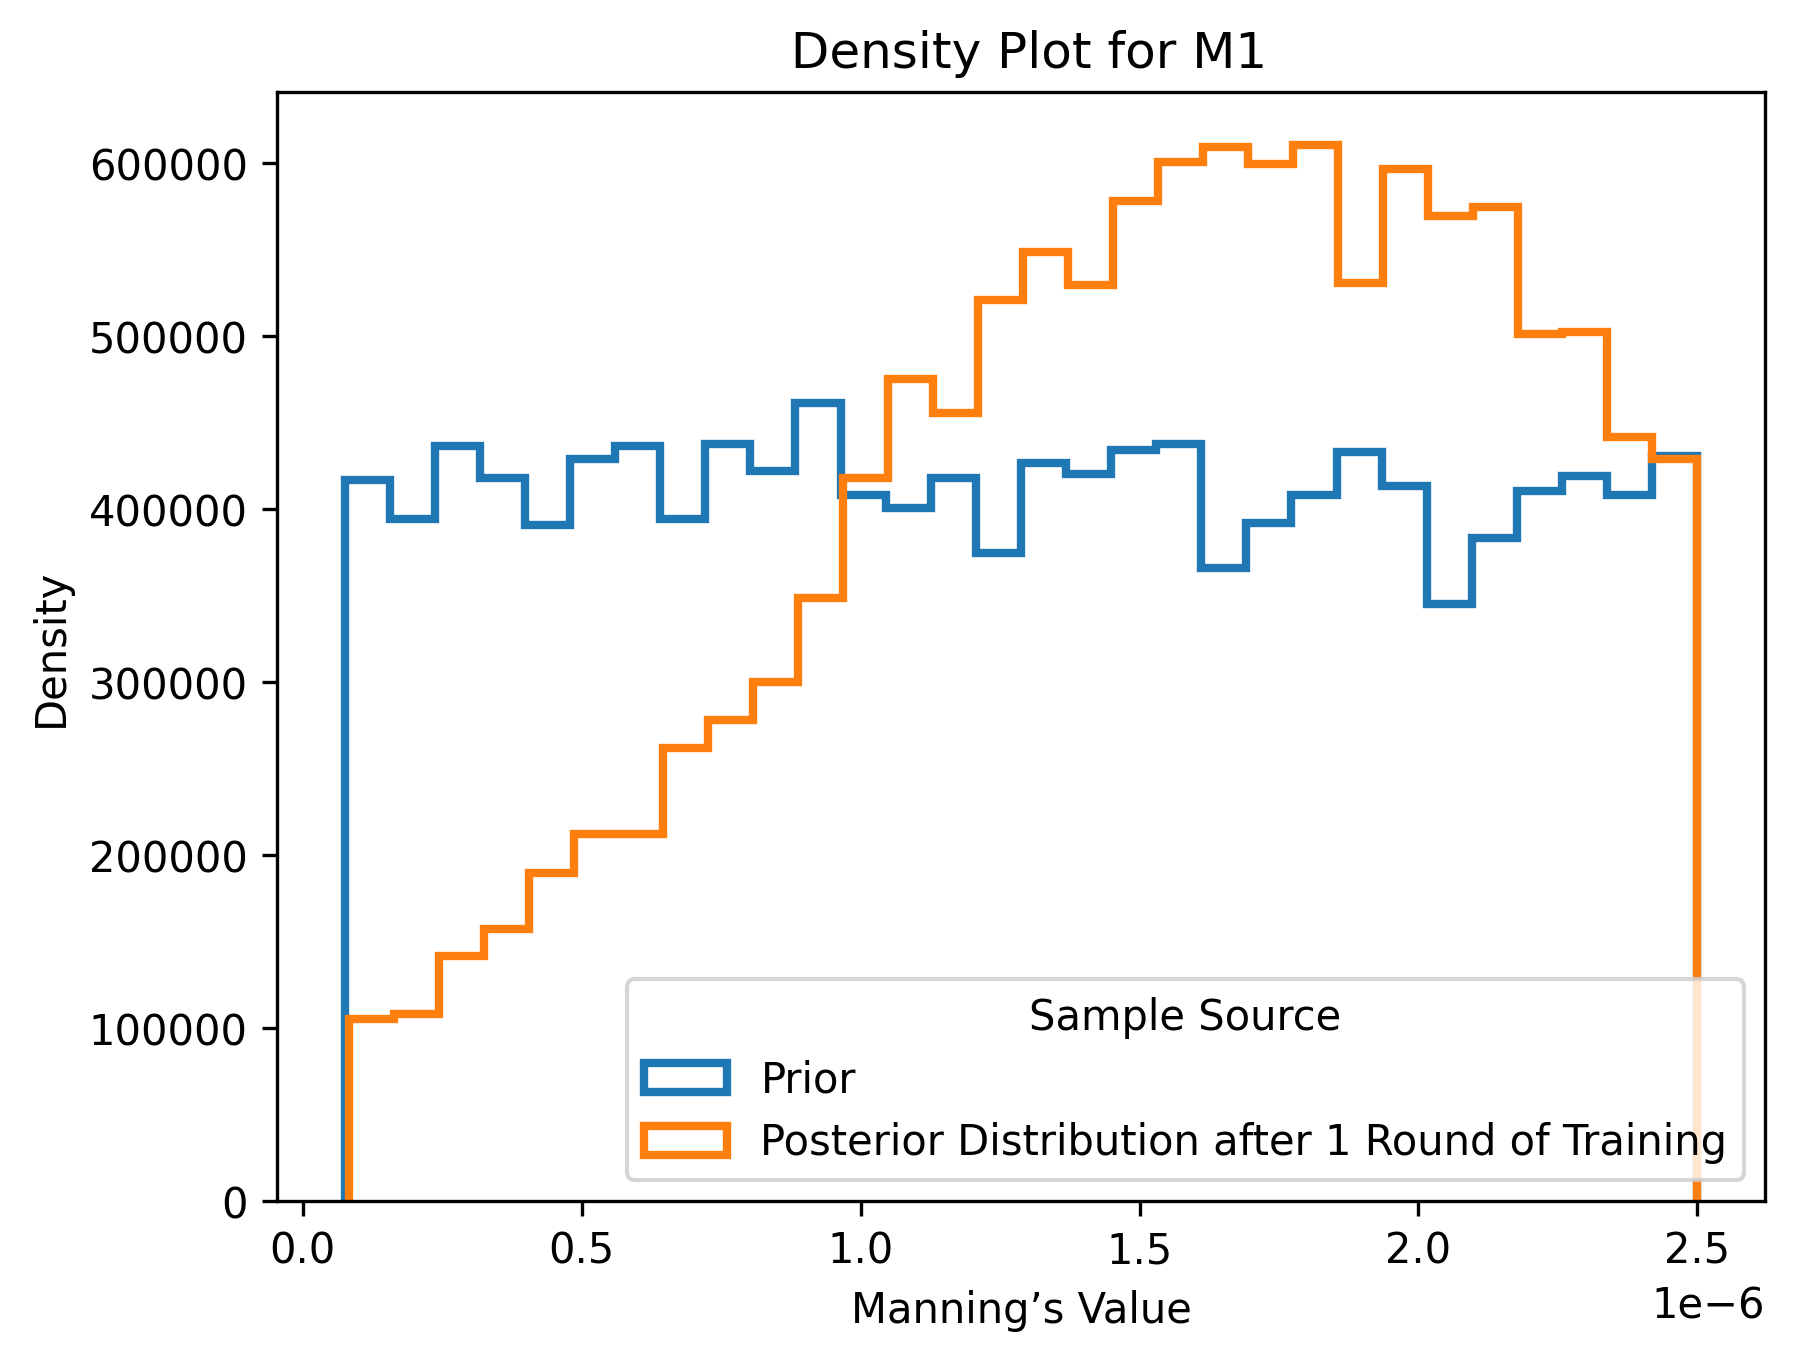 Density Plot for M1
600000
500000
400000
300000
200000
100000
0
Density
Sample Source
Prior
Posterior Distribution after 1 Round of Training
0.0 0.5 1.0 1.5 2.0 2.5
1e−6
Manning’s Value